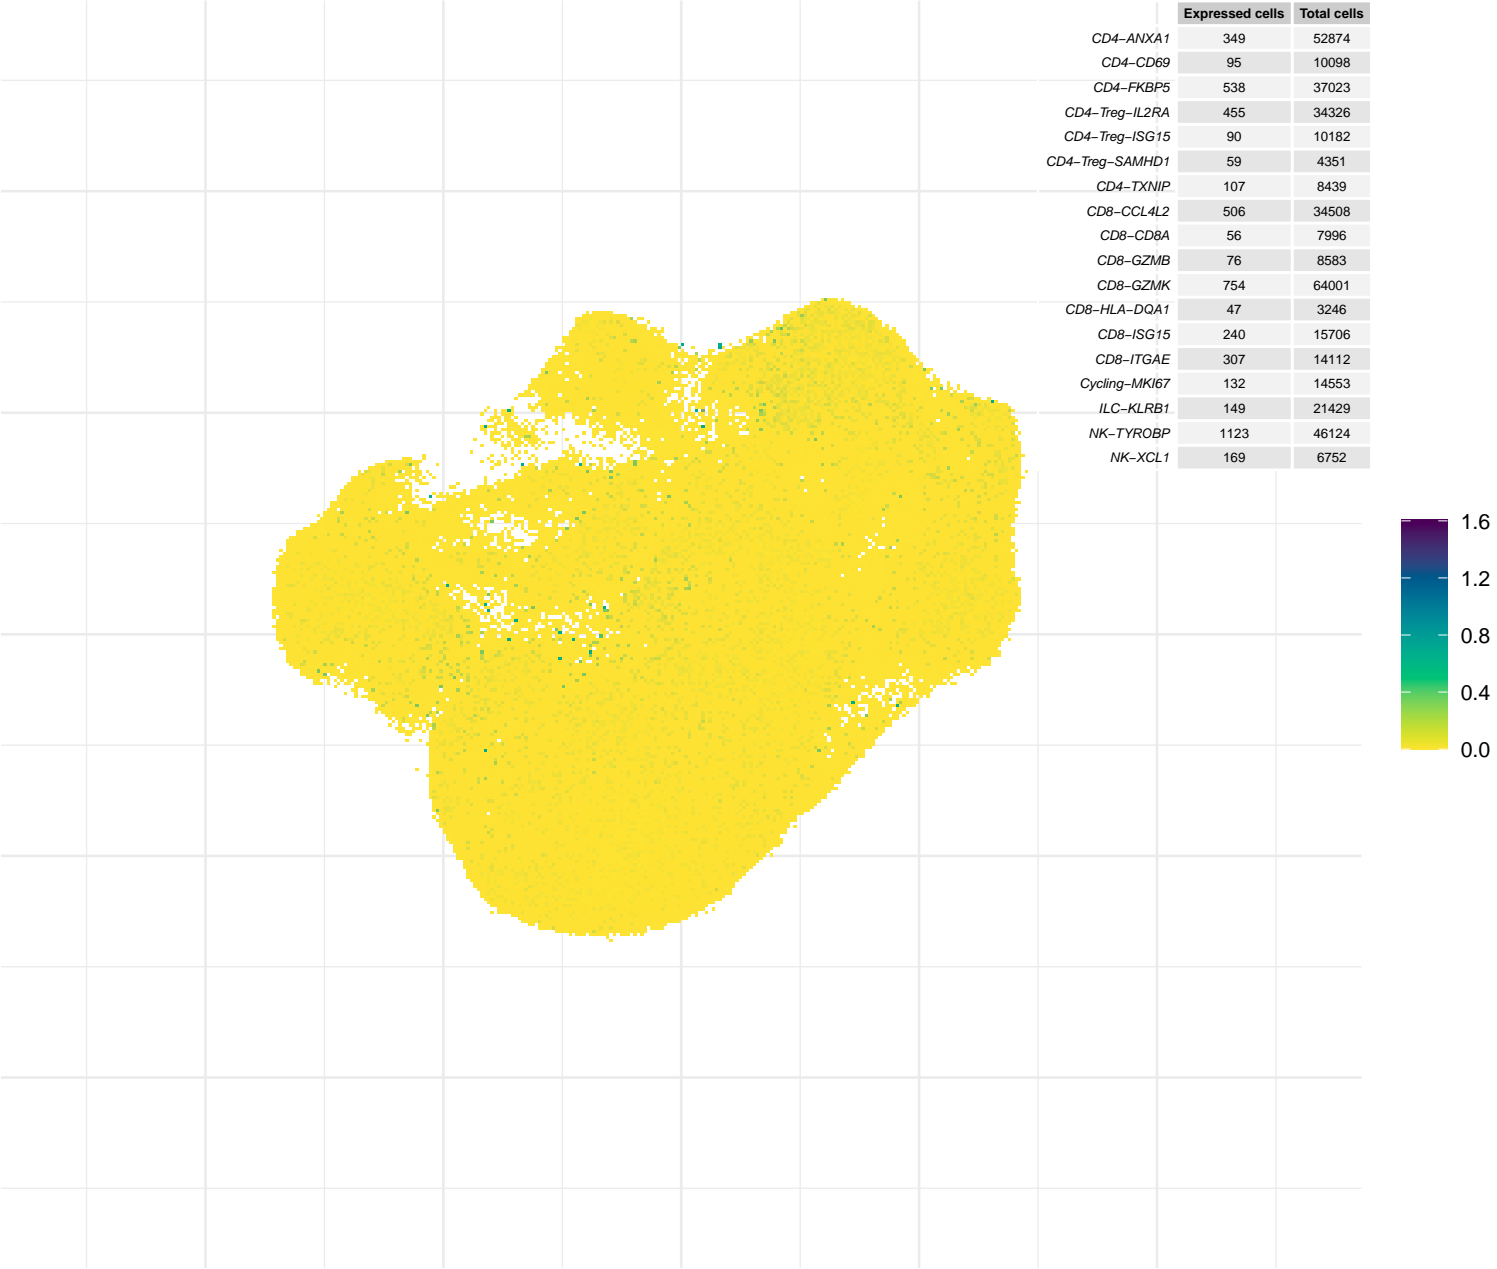 Expressed cells Total cells
CD4−ANXA1 349 52874
CD4−CD69 95 10098
CD4−FKBP5 538 37023
CD4−Treg−IL2RA 455 34326
CD4−Treg−ISG15 90 10182
CD4−Treg−SAMHD1 59 4351
CD4−TXNIP 107 8439
CD8−CCL4L2 506 34508
CD8−CD8A 56 7996
CD8−GZMB 76 8583
CD8−GZMK 754 64001
CD8−HLA−DQA1 47 3246
CD8−ISG15 240 15706
CD8−ITGAE 307 14112
Cycling−MKI67 132 14553
ILC−KLRB1 149 21429
NK−TYROBP 1123 46124
NK−XCL1 169 6752
1.6
1.2
0.8
0.4
0.0